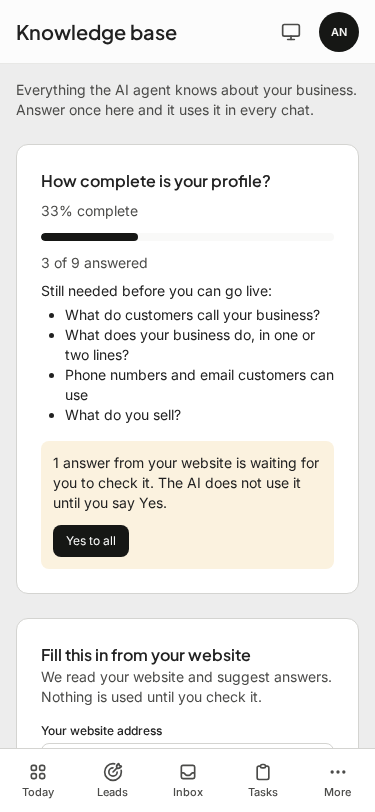 Knowledge base
AN
Everything the AI agent knows about your business.
Answer once here and it uses it in every chat.
How complete is your profile?
33% complete
3 of 9 answered
Still needed before you can go live:
• What do customers call your business?
• What does your business do, in one or
two lines?
• Phone numbers and email customers can
use
• What do you sell?
1 answer from your website is waiting for
you to check it. The AI does not use it
until you say Yes.
Yes to all
Fill this in from your website
We read your website and suggest answers.
Nothing is used until you check it.
Your website address
Today
Leads
Inbox
Tasks
More